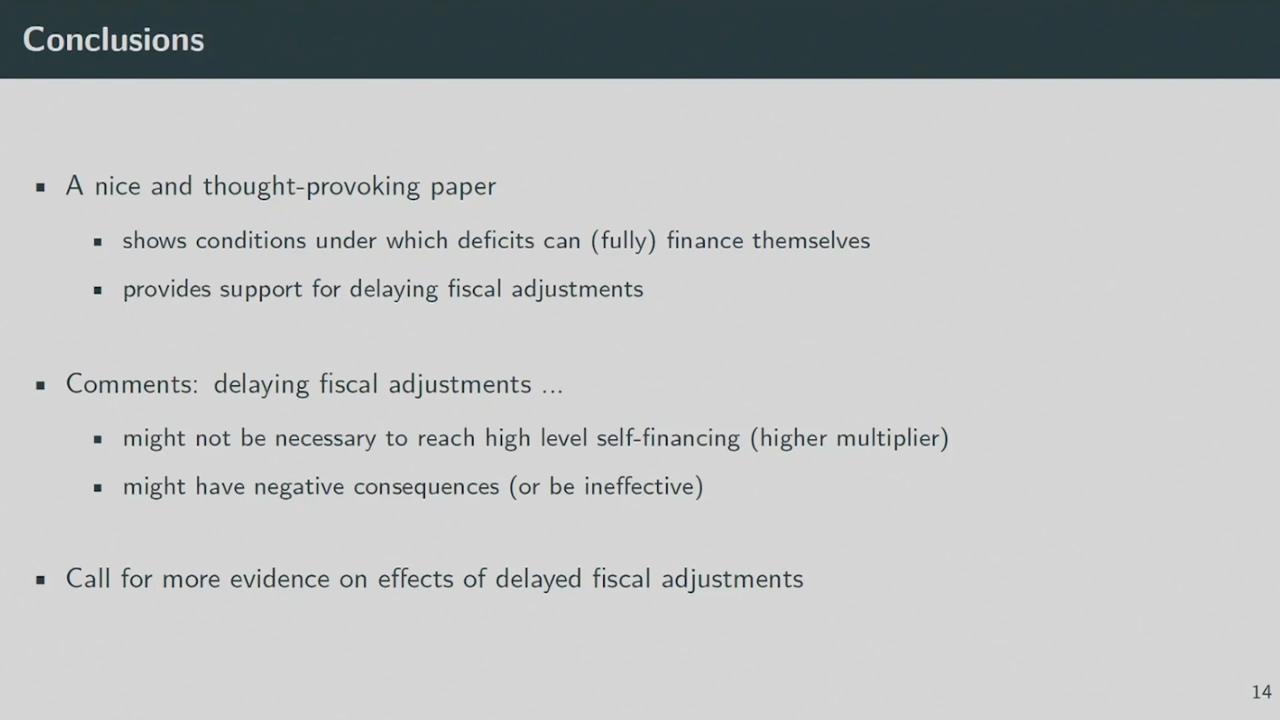 Conclusions
▪ A nice and thought-provoking paper
▪ shows conditions under which deficits can (fully) finance themselves
▪ provides support for delaying fiscal adjustments
▪ Comments: delaying fiscal adjustments ...
▪ might not be necessary to reach high level self-financing (higher multiplier)
▪ might have negative consequences (or be ineffective)
▪ Call for more evidence on effects of delayed fiscal adjustments
14